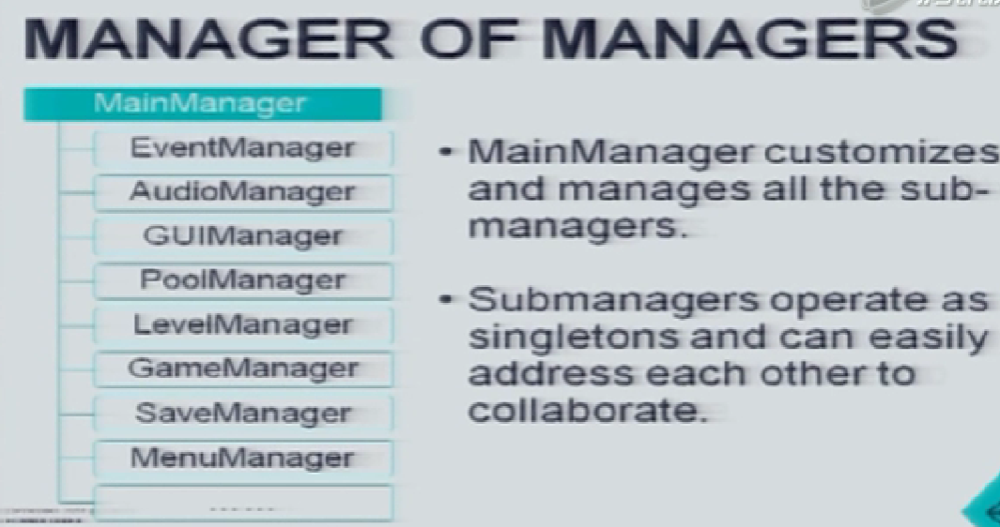 MANAGER OF MANAGERS
MainManager
EventManager
AudioManager
GUIManager
PoolManager
LevelManager
GameManager
SaveManager
MenuManager
... ...
• MainManager customizes
and manages all the sub-
managers.
• Submanagers operate as
singletons and can easily
address each other to
collaborate.